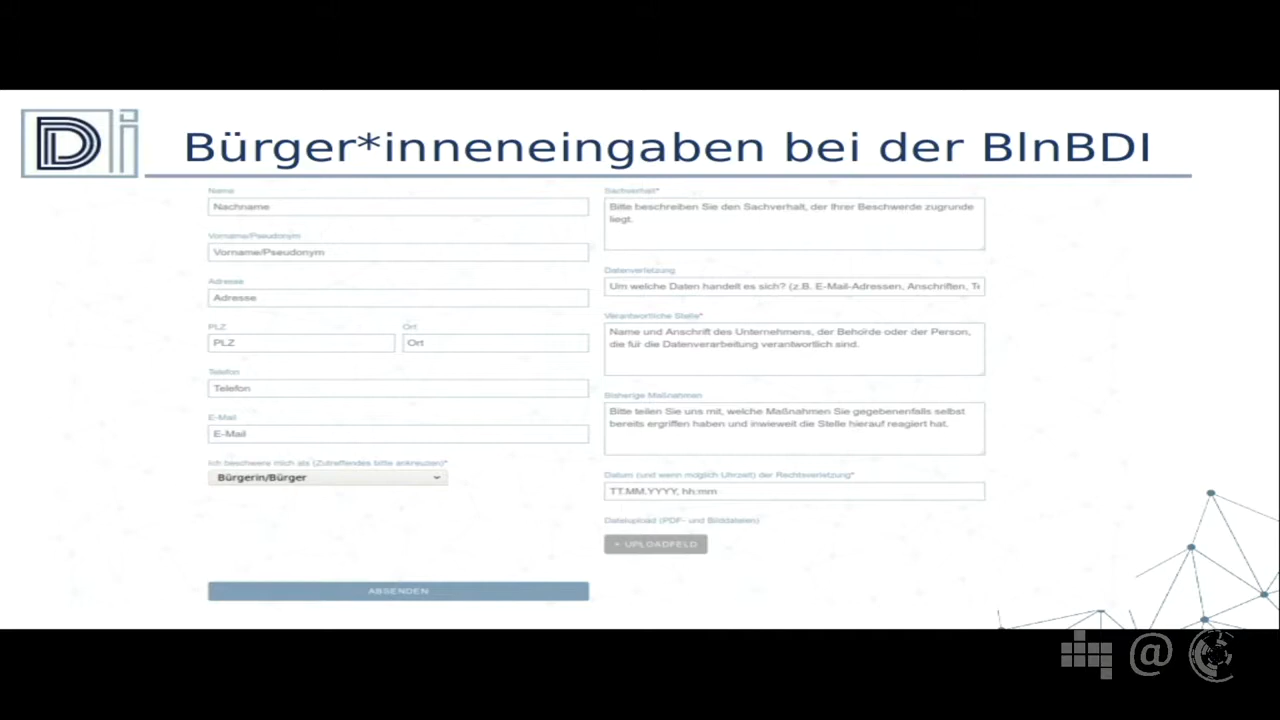 Di
Bürger*inneneingaben bei der BlnBDI
Name
Nachname
Vorname/Pseudonym
Vorname/Pseudonym
Adresse
Adresse
PLZ Ort
PLZ Ort
Telefon
Telefon
E-Mail
E-Mail
Ich beschwere mich als (Zutreffendes bitte ankreuzen)*
Bürgerin/Bürger
ABSENDEN
Sachverhalt*
Bitte beschreiben Sie den Sachverhalt, der Ihrer Beschwerde zugrunde
liegt.
Datenverletzung
Um welche Daten handelt es sich? (z.B. E-Mail-Adressen, Anschriften, Te
Verantwortliche Stelle*
Name und Anschrift des Unternehmens, der Behörde oder der Person,
die für die Datenverarbeitung verantwortlich sind.
Bisherige Maßnahmen
Bitte teilen Sie uns mit, welche Maßnahmen Sie gegebenenfalls selbst
bereits ergriffen haben und inwieweit die Stelle hierauf reagiert hat.
Datum (und wenn möglich Uhrzeit) der Rechtsverletzung*
TT.MM.YYYY, hh:mm
Dateiupload (PDF- und Bilddateien)
+ UPLOADFELD
@